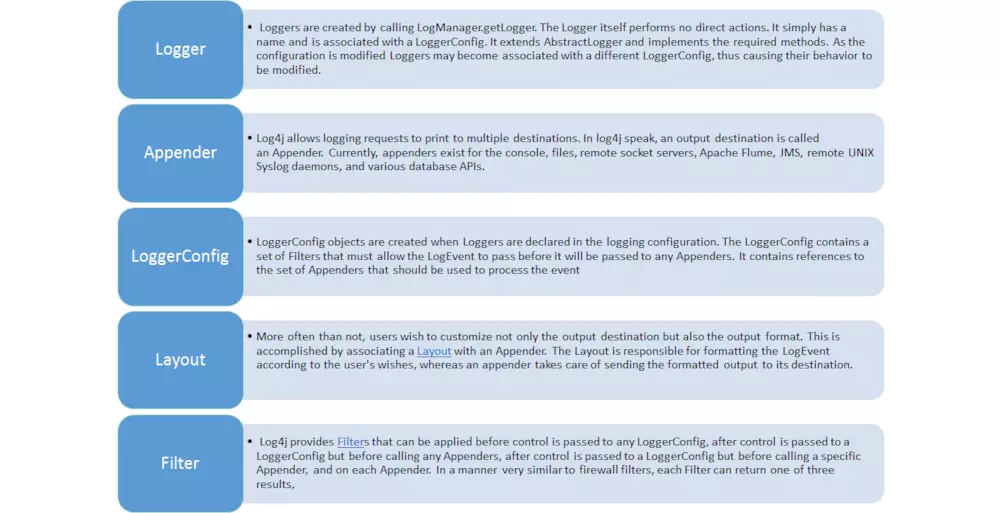 Logger
• Loggers are created by calling LogManager.getLogger. The Logger itself performs no direct actions. It simply has a
name and is associated with a LoggerConfig. It extends AbstractLogger and implements the required methods. As the
configuration is modified Loggers may become associated with a different LoggerConfig, thus causing their behavior to
be modified.
Appender
• Log4j allows logging requests to print to multiple destinations. In log4j speak, an output destination is called
an Appender. Currently, appenders exist for the console, files, remote socket servers, Apache Flume, JMS, remote UNIX
Syslog daemons, and various database APIs.
LoggerConfig
• LoggerConfig objects are created when Loggers are declared in the logging configuration. The LoggerConfig contains a
set of Filters that must allow the LogEvent to pass before it will be passed to any Appenders. It contains references to
the set of Appenders that should be used to process the event
Layout
• More often than not, users wish to customize not only the output destination but also the output format. This is
accomplished by associating a Layout with an Appender. The Layout is responsible for formatting the LogEvent
according to the user's wishes, whereas an appender takes care of sending the formatted output to its destination.
Filter
• Log4j provides Filters that can be applied before control is passed to any LoggerConfig, after control is passed to a
LoggerConfig but before calling any Appenders, after control is passed to a LoggerConfig but before calling a specific
Appender, and on each Appender. In a manner very similar to firewall filters, each Filter can return one of three
results,